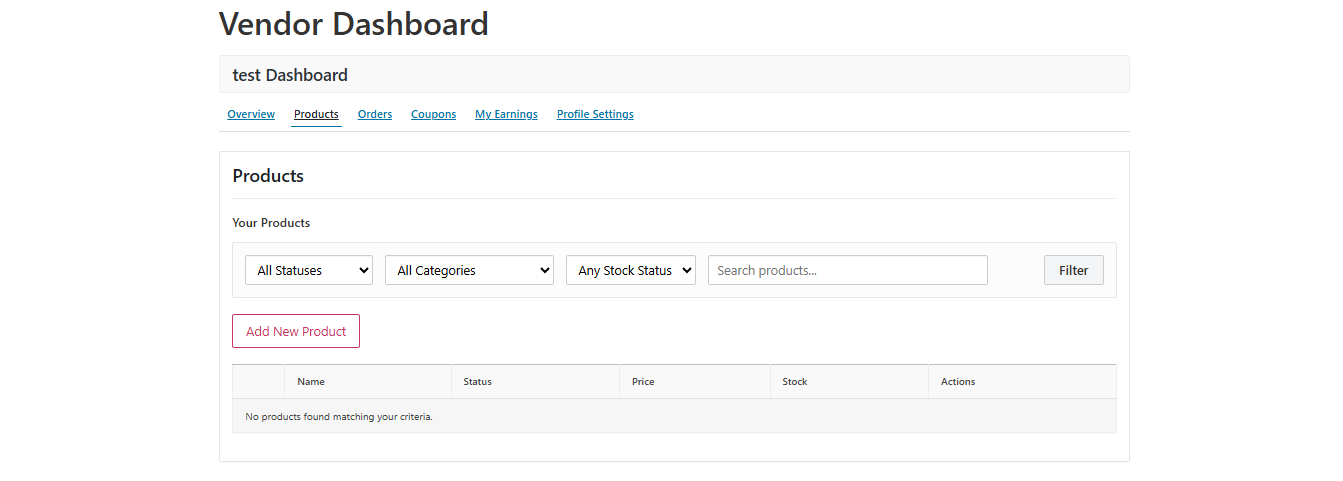 Vendor Dashboard
test Dashboard
Overview Products Orders Coupons My Earnings Profile Settings
Products
Your Products
All Statuses All Categories Any Stock Status Search products... Filter
Add New Product
Name Status Price Stock Actions
No products found matching your criteria.